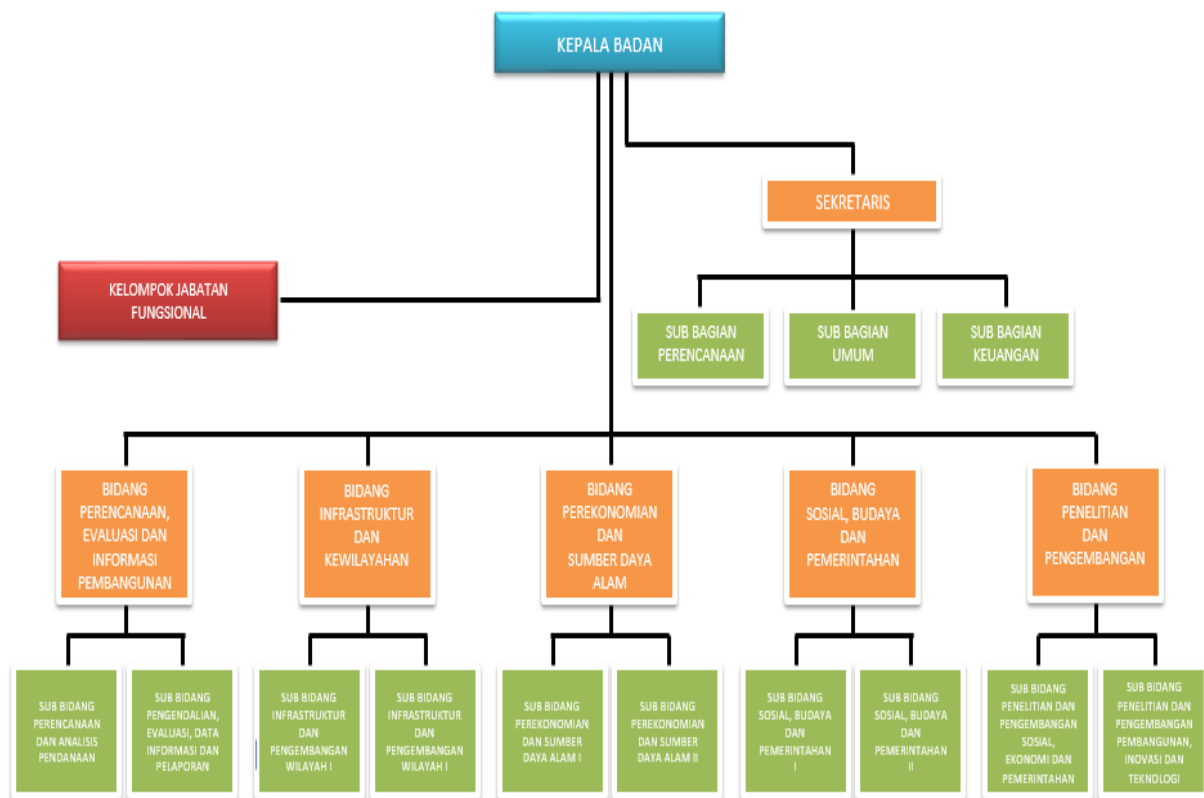 KEPALA BADAN
SEKRETARIS
KELOMPOK JABATAN
FUNGSIONAL
SUB BAGIAN
PERENCANAAN
SUB BAGIAN
UMUM
SUB BAGIAN
KEUANGAN
BIDANG
PERENCANAAN,
EVALUASI DAN
INFORMASI
PEMBANGUNAN
BIDANG
INFRASTRUKTUR
DAN
KEWILAYAHAN
BIDANG
PEREKONOMIAN
DAN
SUMBER DAYA
ALAM
BIDANG
SOSIAL, BUDAYA
DAN
PEMERINTAHAN
BIDANG
PENELITIAN
DAN
PENGEMBANGAN
SUB BIDANG
PERENCANAAN
DAN ANALISIS
PENDANAAN
SUB BIDANG
PENGENDALIAN,
EVALUASI, DATA
INFORMASI DAN
PELAPORAN
SUB BIDANG
INFRASTRUKTUR
DAN
PENGEMBANGAN
WILAYAH I
SUB BIDANG
INFRASTRUKTUR
DAN
PENGEMBANGAN
WILAYAH I
SUB BIDANG
PEREKONOMIAN
DAN SUMBER
DAYA ALAM I
SUB BIDANG
PEREKONOMIAN
DAN SUMBER
DAYA ALAM II
SUB BIDANG
SOSIAL, BUDAYA
DAN
PEMERINTAHAN
I
SUB BIDANG
SOSIAL, BUDAYA
DAN
PEMERINTAHAN
II
SUB BIDANG
PENELITIAN DAN
PENGEMBANGAN
SOSIAL,
EKONOMI DAN
PEMERINTAHAN
SUB BIDANG
PENELITIAN DAN
PENGEMBANGAN
PEMBANGUNAN,
INOVASI DAN
TEKNOLOGI